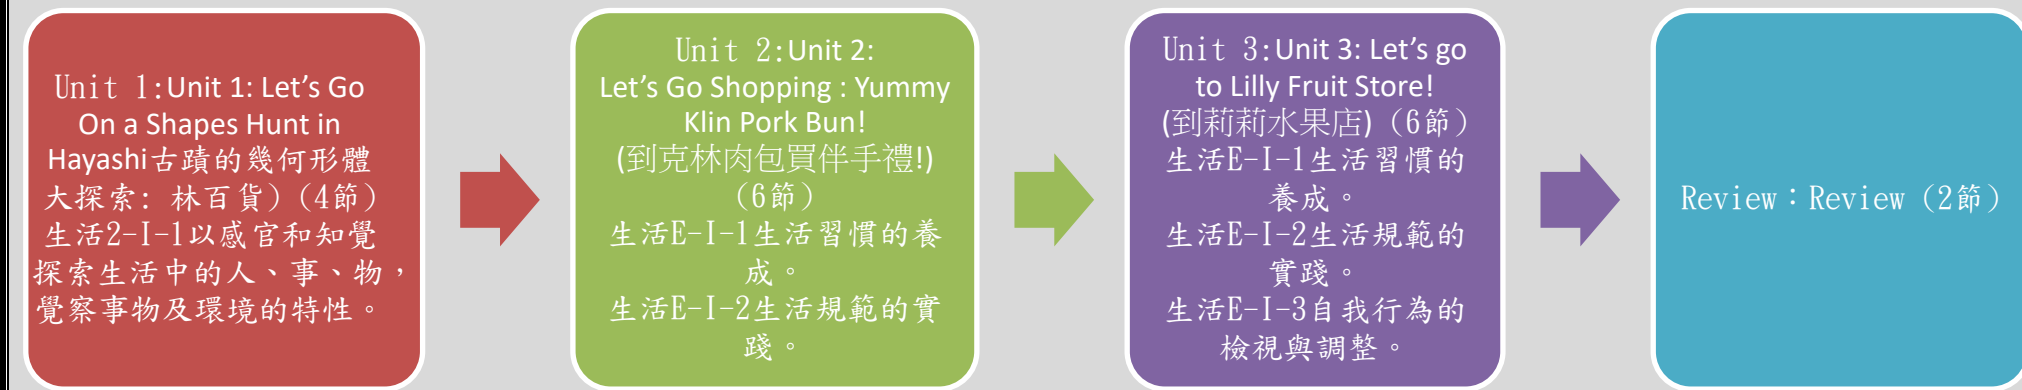 Unit 1:Unit 1: Let’s Go
On a Shapes Hunt in
Hayashi古蹟的幾何形體
大探索: 林百貨) (4節)
生活2-I-1以感官和知覺
探索生活中的人、事、物，
覺察事物及環境的特性。
Unit 2:Unit 2:
Let’s Go Shopping : Yummy
Klin Pork Bun!
(到克林肉包買伴手禮!)
(6節)
生活E-I-1生活習慣的養
成。
生活E-I-2生活規範的實
踐。
Unit 3:Unit 3: Let’s go
to Lilly Fruit Store!
(到莉莉水果店) (6節)
生活E-I-1生活習慣的
養成。
生活E-I-2生活規範的
實踐。
生活E-I-3自我行為的
檢視與調整。
Review：Review (2節)